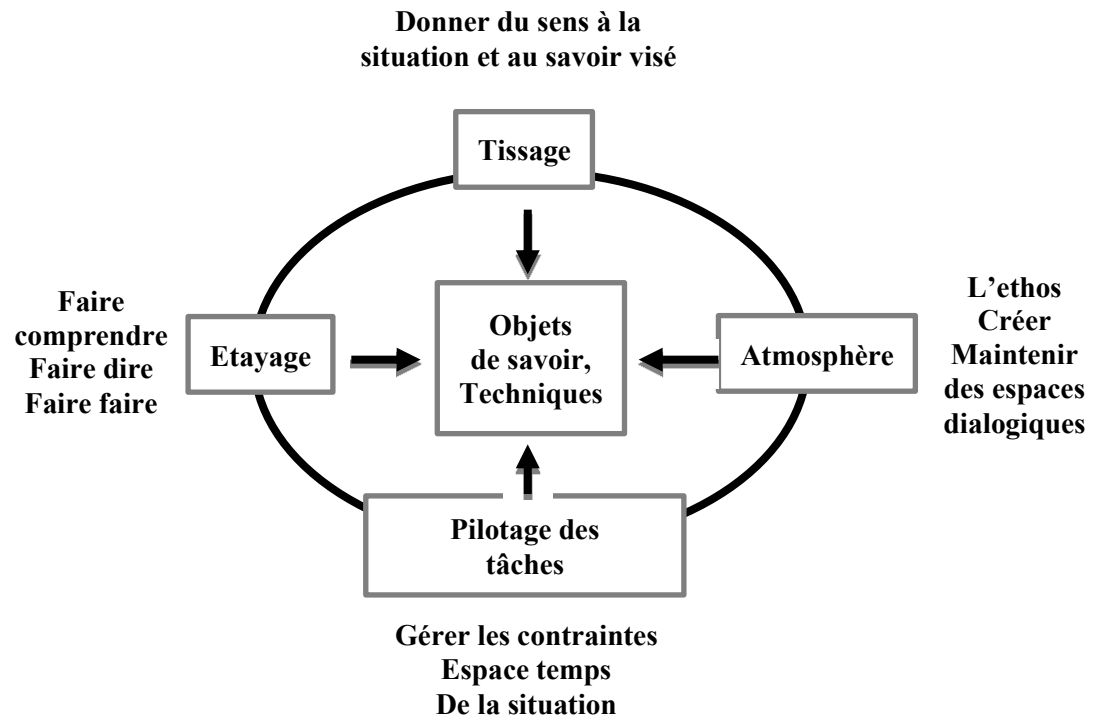 Donner du sens à la
situation et au savoir visé
Tissage
Faire
comprendre
Faire dire
Faire faire
Etayage
Objets
de savoir,
Techniques
Atmosphère
L’ethos
Créer
Maintenir
des espaces
dialogiques
Pilotage des
tâches
Gérer les contraintes
Espace temps
De la situation